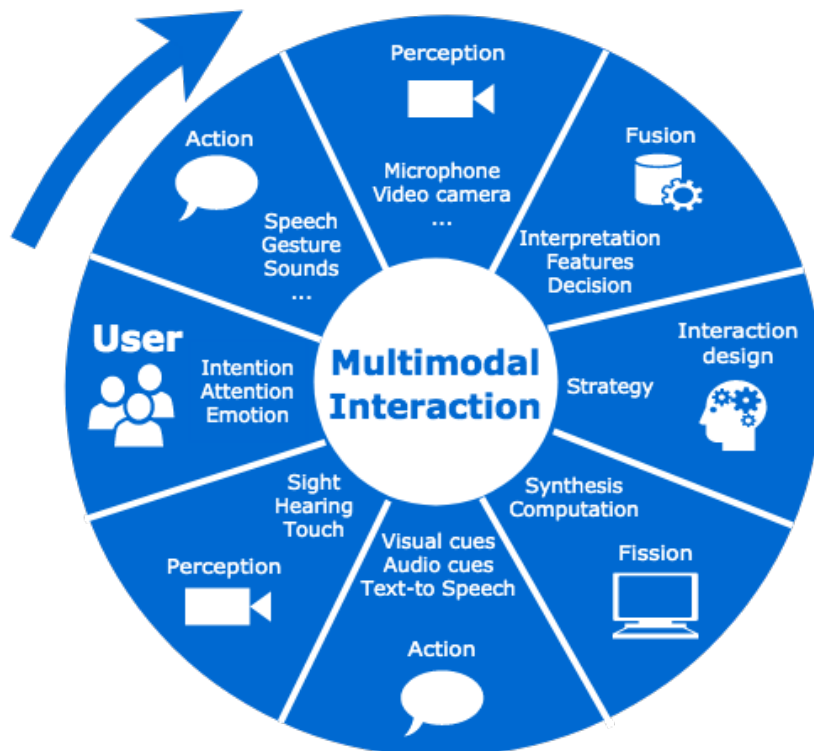 Perception
Microphone
Video camera
...
Fusion
Interpretation
Features
Decision
Interaction
design
Strategy
Synthesis
Computation
Fission
Visual cues
Audio cues
Text-to Speech
Action
Sight
Hearing
Touch
Perception
User
Intention
Attention
Emotion
Action
Speech
Gesture
Sounds
...
Multimodal
Interaction